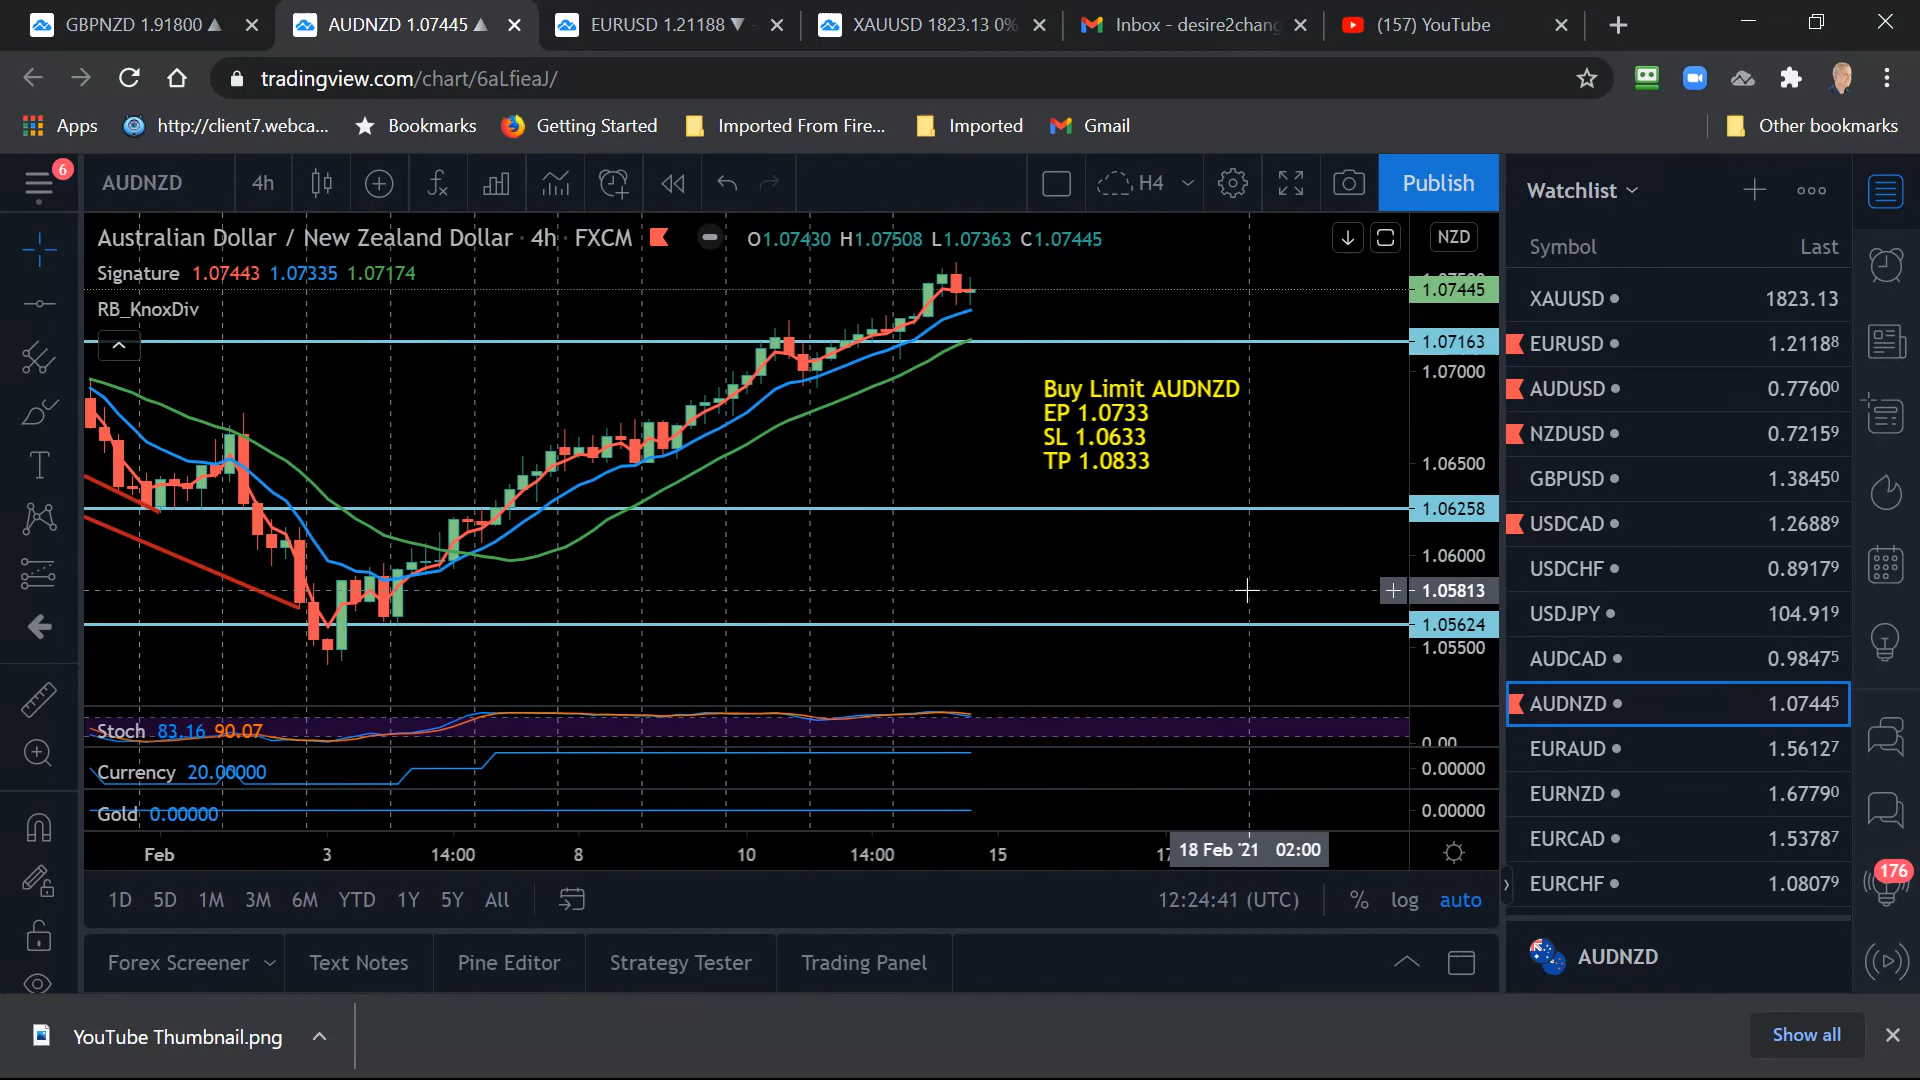 GBPNZD 1.91800 ▲
AUDNZD 1.07445 ▲
EURUSD 1.21188 ▼
XAUUSD 1823.13 0%
Inbox - desire2chang
(157) YouTube
tradingview.com/chart/6aLfieaJ/
Apps
http://client7.webca...
Bookmarks
Getting Started
Imported From Fire...
Imported
Gmail
Other bookmarks
6
AUDNZD
4h
H4
Publish
Watchlist
Australian Dollar / New Zealand Dollar · 4h · FXCM
O1.07430 H1.07508 L1.07363 C1.07445
NZD
Symbol
Last
Signature 1.07443 1.07335 1.07174
RB_KnoxDiv
1.07445
1.07163
1.07000
1.06500
1.06258
1.06000
1.05813
1.05624
1.05500
Buy Limit AUDNZD
EP 1.0733
SL 1.0633
TP 1.0833
Stoch 83.16 90.07
0.00
Currency 20.00000
0.00000
Gold 0.00000
0.00000
Feb
3
14:00
8
10
14:00
15
18 Feb '21 02:00
XAUUSD 1823.13
EURUSD 1.21188
AUDUSD 0.77600
NZDUSD 0.72159
GBPUSD 1.38450
USDCAD 1.26889
USDCHF 0.89179
USDJPY 104.919
AUDCAD 0.98475
AUDNZD 1.07445
EURAUD 1.56127
EURNZD 1.67790
EURCAD 1.53787
EURCHF 1.08079
176
1D 5D 1M 3M 6M YTD 1Y 5Y All
12:24:41 (UTC)
% log auto
Forex Screener
Text Notes
Pine Editor
Strategy Tester
Trading Panel
AUDNZD
YouTube Thumbnail.png
Show all